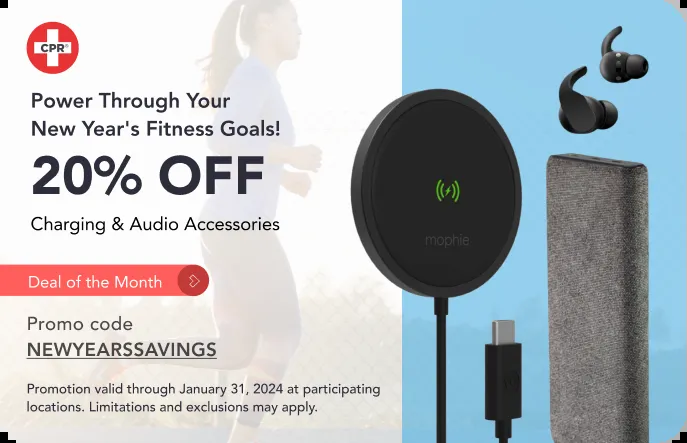 CPR®
Power Through Your
New Year's Fitness Goals!
20% OFF
Charging & Audio Accessories
Deal of the Month
Promo code
NEWYEARSSAVINGS
Promotion valid through January 31, 2024 at participating
locations. Limitations and exclusions may apply.
mophie